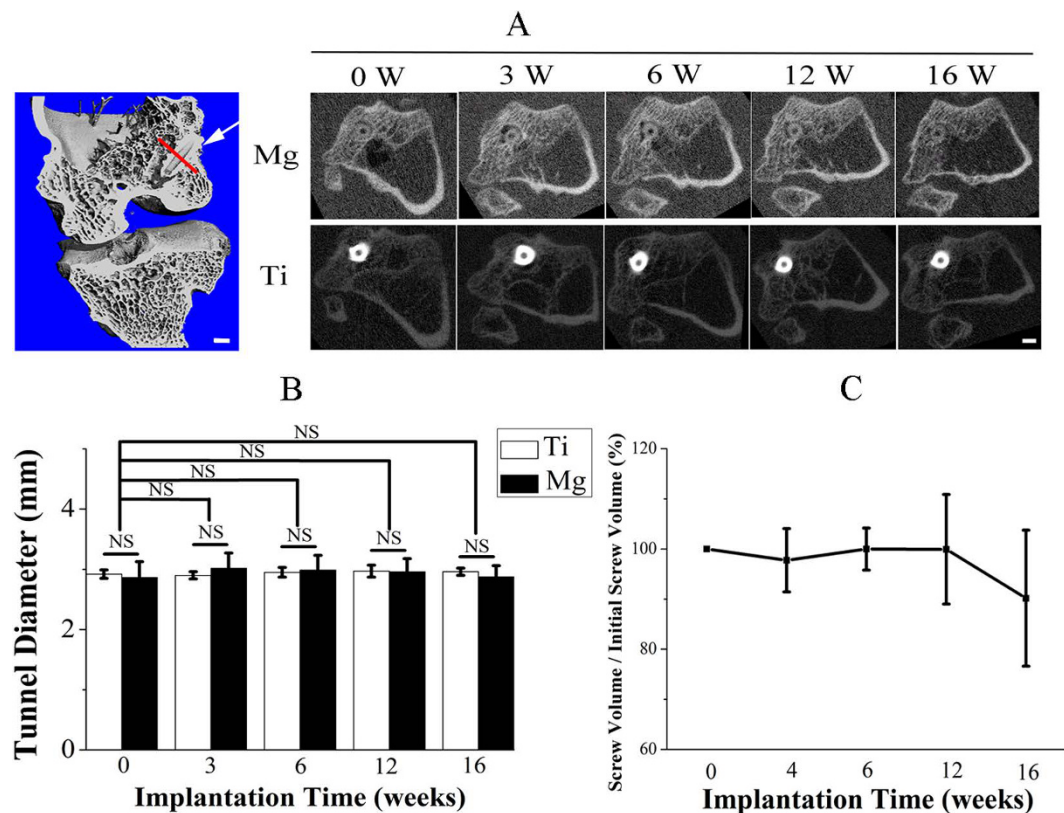 A
0 W 3 W 6 W 12 W 16 W
Mg
Ti
B
NS
NS
NS
NS
NS NS NS NS NS
Ti
Mg
Tunnel Diameter (mm)
4
2
0
0 3 6 12 16
Implantation Time (weeks)
C
Screw Volume / Initial Screw Volume (%)
120
100
80
60
0 4 6 12 16
Implantation Time (weeks)